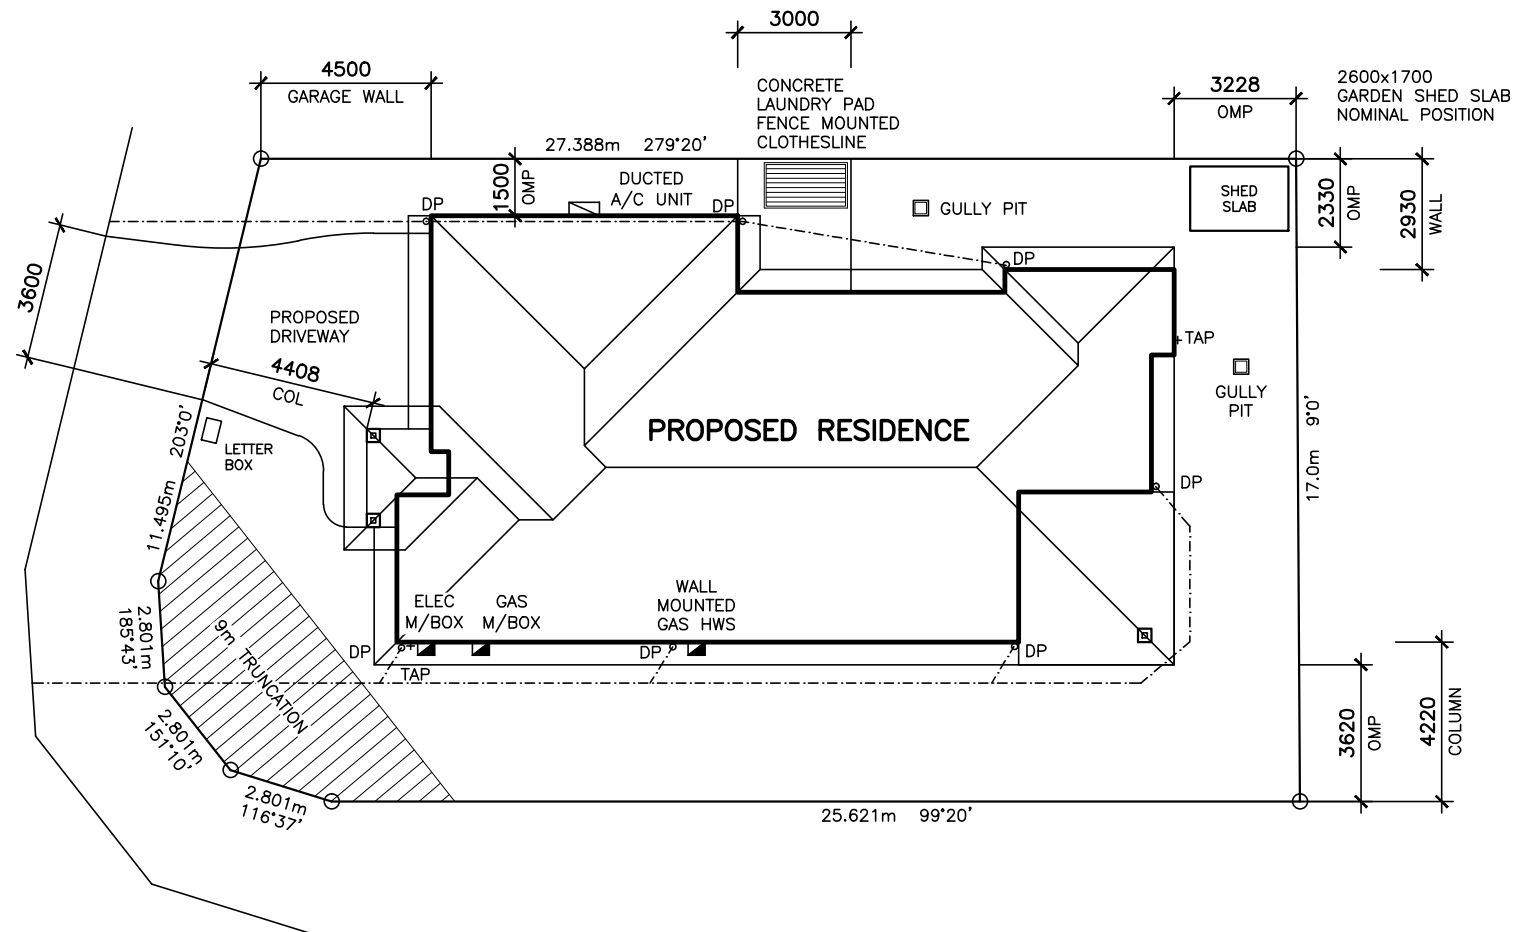 3000
4500
GARAGE WALL
CONCRETE
LAUNDRY PAD
FENCE MOUNTED
CLOTHESLINE
3228
OMP
2600x1700
GARDEN SHED SLAB
NOMINAL POSITION
27.388m 279°20'
1500
OMP
DUCTED
A/C UNIT
DP
DP
GULLY PIT
SHED
SLAB
2330
OMP
2930
WALL
3600
DP
PROPOSED
DRIVEWAY
TAP
4408
COL
GULLY
PIT
PROPOSED RESIDENCE
LETTER
BOX
11.495m 203°0'
17.0m 9°0'
DP
2.801m
185°43'
9m TRUNCATION
ELEC
M/BOX
GAS
M/BOX
WALL
MOUNTED
GAS HWS
DP
TAP
DP
DP
2.801m
151°10'
3620
OMP
4220
COLUMN
2.801m
116°37'
25.621m 99°20'